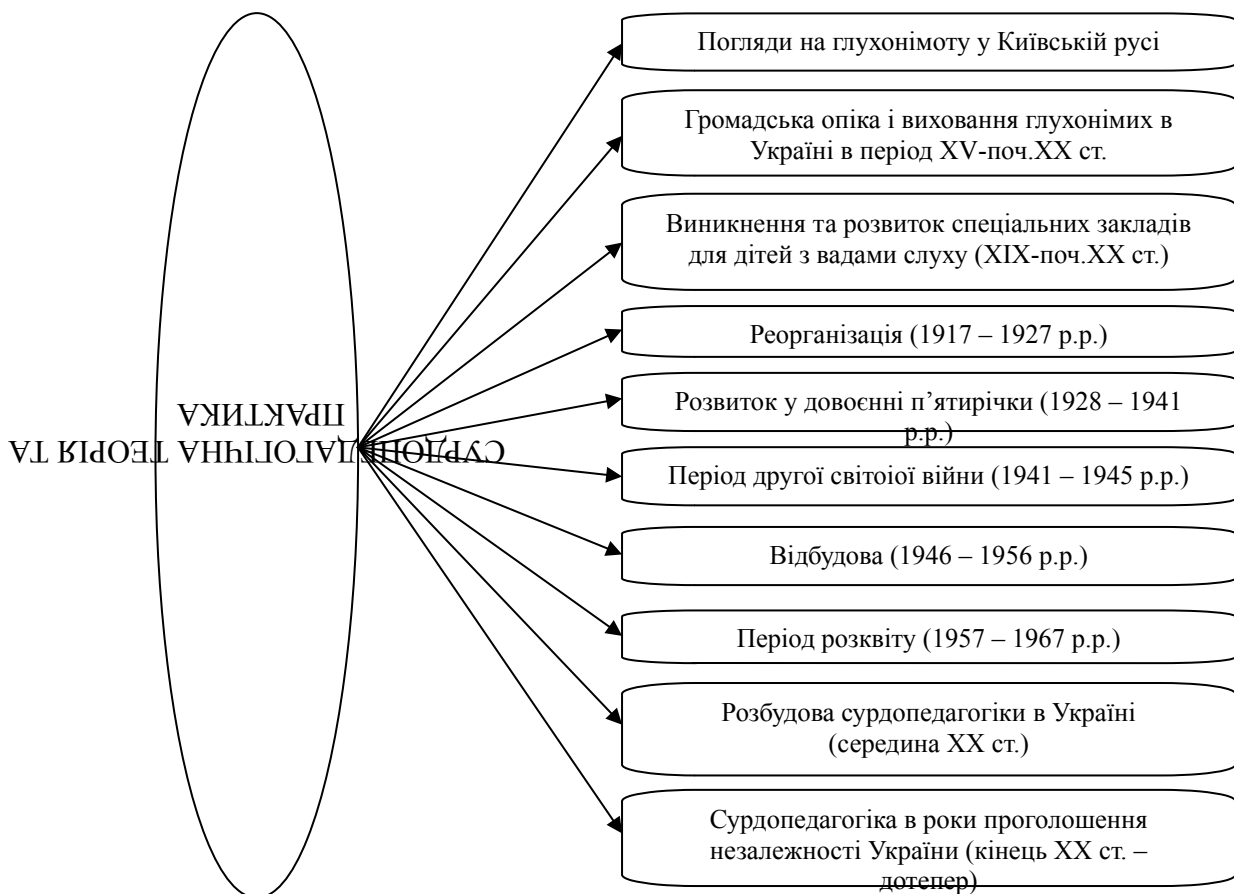 СУРДОПЕДАГОГІЧНА ТЕОРІЯ ТА
ПРАКТИКА
Погляди на глухонімоту у Київській русі
Громадська опіка і виховання глухонімих в
Україні в період XV-поч.XX ст.
Виникнення та розвиток спеціальних закладів
для дітей з вадами слуху (XIX-поч.XX ст.)
Реорганізація (1917 – 1927 р.р.)
Розвиток у довоєнні п’ятирічки (1928 – 1941
р.р.)
Період другої світоіої війни (1941 – 1945 р.р.)
Відбудова (1946 – 1956 р.р.)
Період розквіту (1957 – 1967 р.р.)
Розбудова сурдопедагогіки в Україні
(середина XX ст.)
Сурдопедагогіка в роки проголошення
незалежності України (кінець XX ст. –
дотепер)